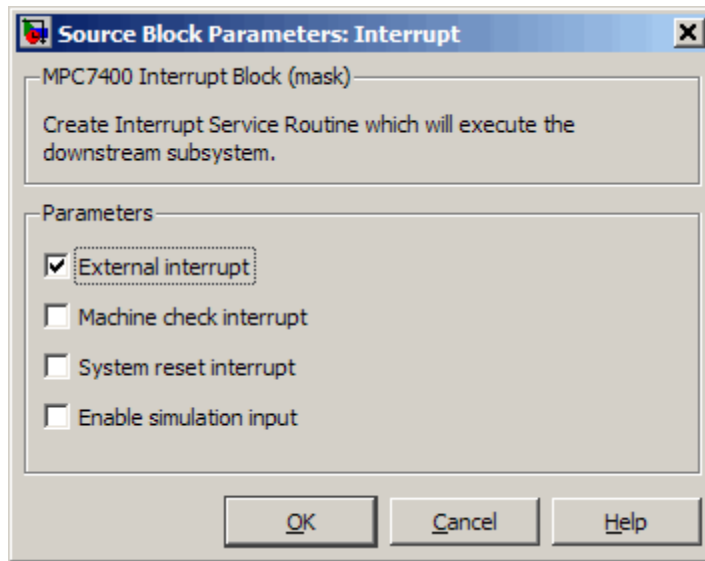 Source Block Parameters: Interrupt
MPC7400 Interrupt Block (mask)
Create Interrupt Service Routine which will execute the
downstream subsystem.
Parameters
External interrupt
Machine check interrupt
System reset interrupt
Enable simulation input
OK Cancel Help